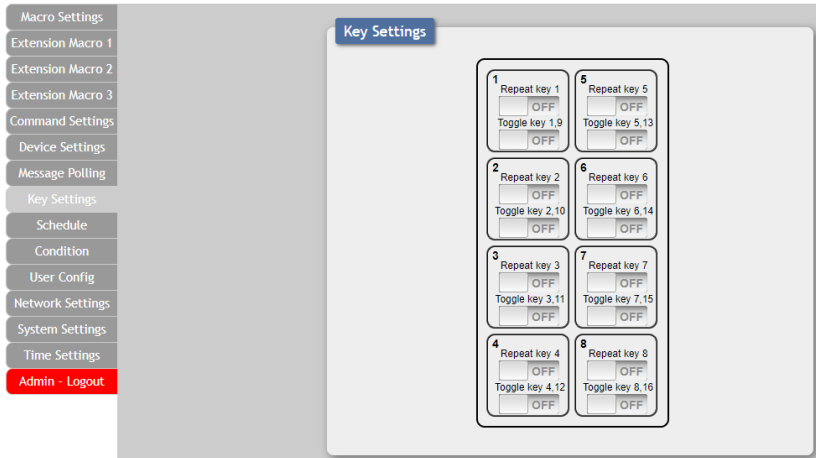 Macro Settings
Extension Macro 1
Extension Macro 2
Extension Macro 3
Command Settings
Device Settings
Message Polling
Key Settings
Schedule
Condition
User Config
Network Settings
System Settings
Time Settings
Admin - Logout
Key Settings
1
Repeat key 1
OFF
Toggle key 1,9
OFF
5
Repeat key 5
OFF
Toggle key 5,13
OFF
2
Repeat key 2
OFF
Toggle key 2,10
OFF
6
Repeat key 6
OFF
Toggle key 6,14
OFF
3
Repeat key 3
OFF
Toggle key 3,11
OFF
7
Repeat key 7
OFF
Toggle key 7,15
OFF
4
Repeat key 4
OFF
Toggle key 4,12
OFF
8
Repeat key 8
OFF
Toggle key 8,16
OFF